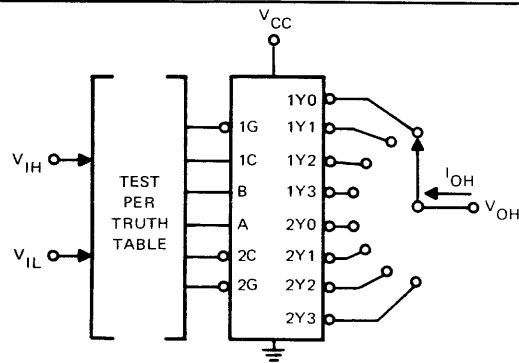 VCC
VIH
VIL
TEST
PER
TRUTH
TABLE
1G
1C
B
A
2C
2G
1Y0
1Y1
1Y2
1Y3
2Y0
2Y1
2Y2
2Y3
IOH
VOH